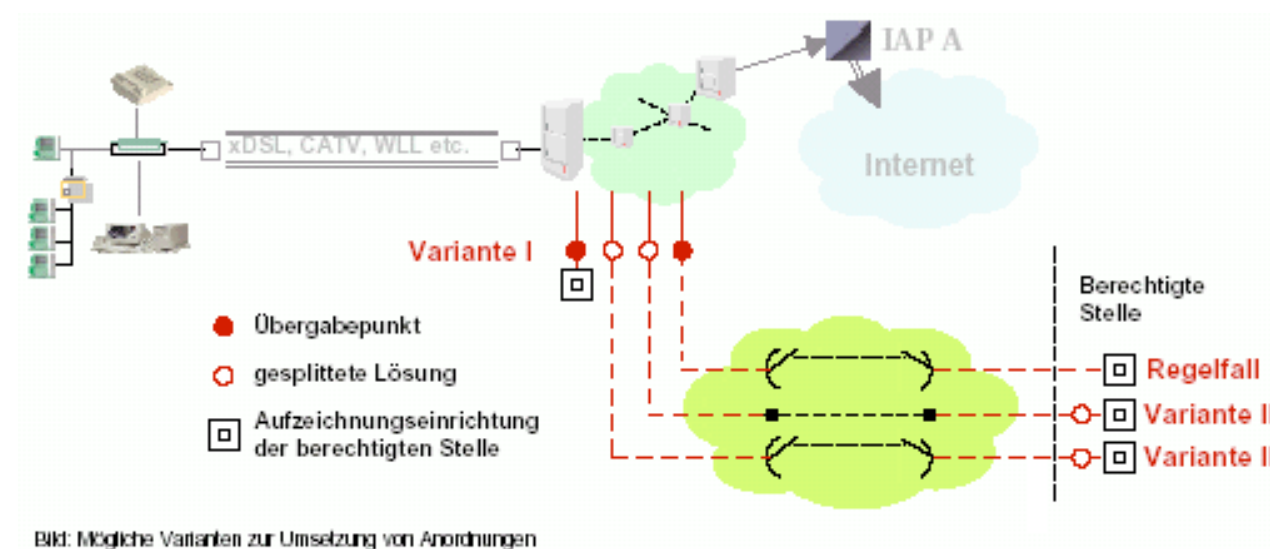 IAP A
xDSL, CATV, WLL etc.
Internet
Variante I
Berechtigte
Stelle
Übergabepunkt
gesplittete Lösung
Aufzeichnungseinrichtung
der berechtigten Stelle
Regelfall
Variante I
Variante I
Bild: Mögliche Varianten zur Umsetzung von Anordnungen